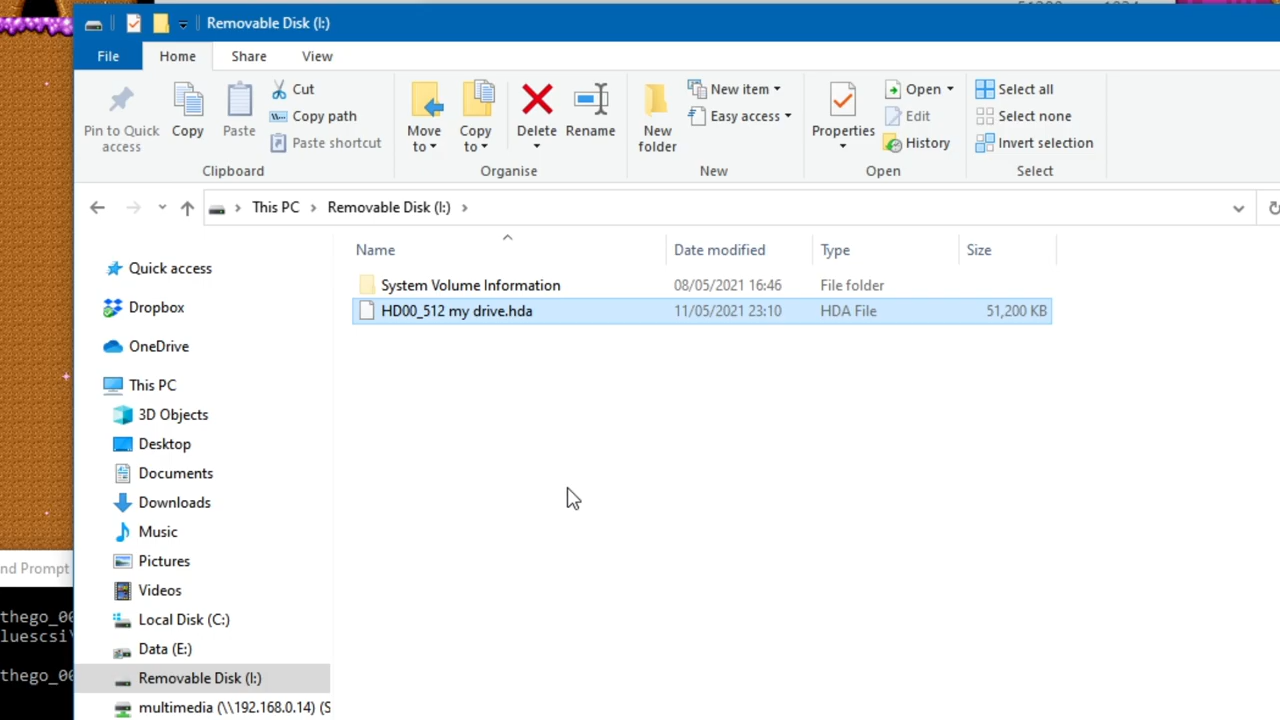 Removable Disk (I:)
File Home Share View
Pin to Quick access
Copy
Paste
Cut
Copy path
Paste shortcut
Clipboard
Move to
Copy to
Delete
Rename
Organise
New folder
New item
Easy access
New
Properties
Open
Edit
History
Open
Select all
Select none
Invert selection
Select
This PC > Removable Disk (I:) >
Name Date modified Type Size
System Volume Information 08/05/2021 16:46 File folder
HD00_512 my drive.hda 11/05/2021 23:10 HDA File 51,200 KB
Quick access
Dropbox
OneDrive
This PC
3D Objects
Desktop
Documents
Downloads
Music
Pictures
Videos
Local Disk (C:)
Data (E:)
Removable Disk (I:)
multimedia (\\192.168.0.14) (S
nd Prompt
thego_00
luescsi\
thego_00